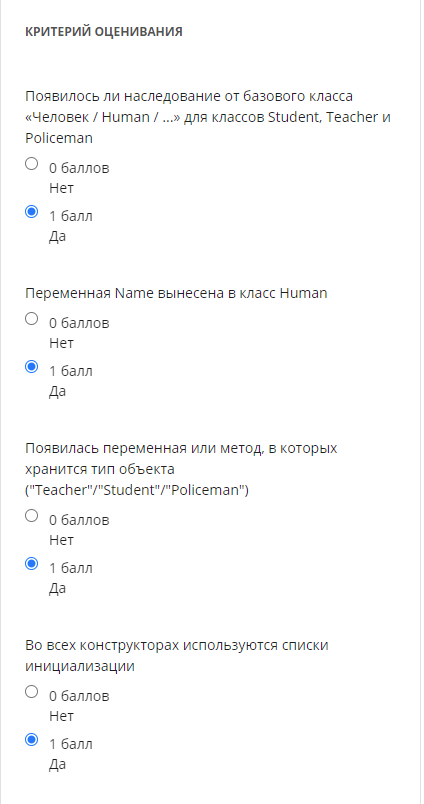 КРИТЕРИЙ ОЦЕНИВАНИЯ
Появилось ли наследование от базового класса
«Человек / Human / ...» для классов Student, Teacher и
Policeman
0 баллов
Нет
1 балл
Да
Переменная Name вынесена в класс Human
0 баллов
Нет
1 балл
Да
Появилась переменная или метод, в которых
хранится тип объекта
("Teacher"/"Student"/"Policeman")
0 баллов
Нет
1 балл
Да
Во всех конструкторах используются списки
инициализации
0 баллов
Нет
1 балл
Да